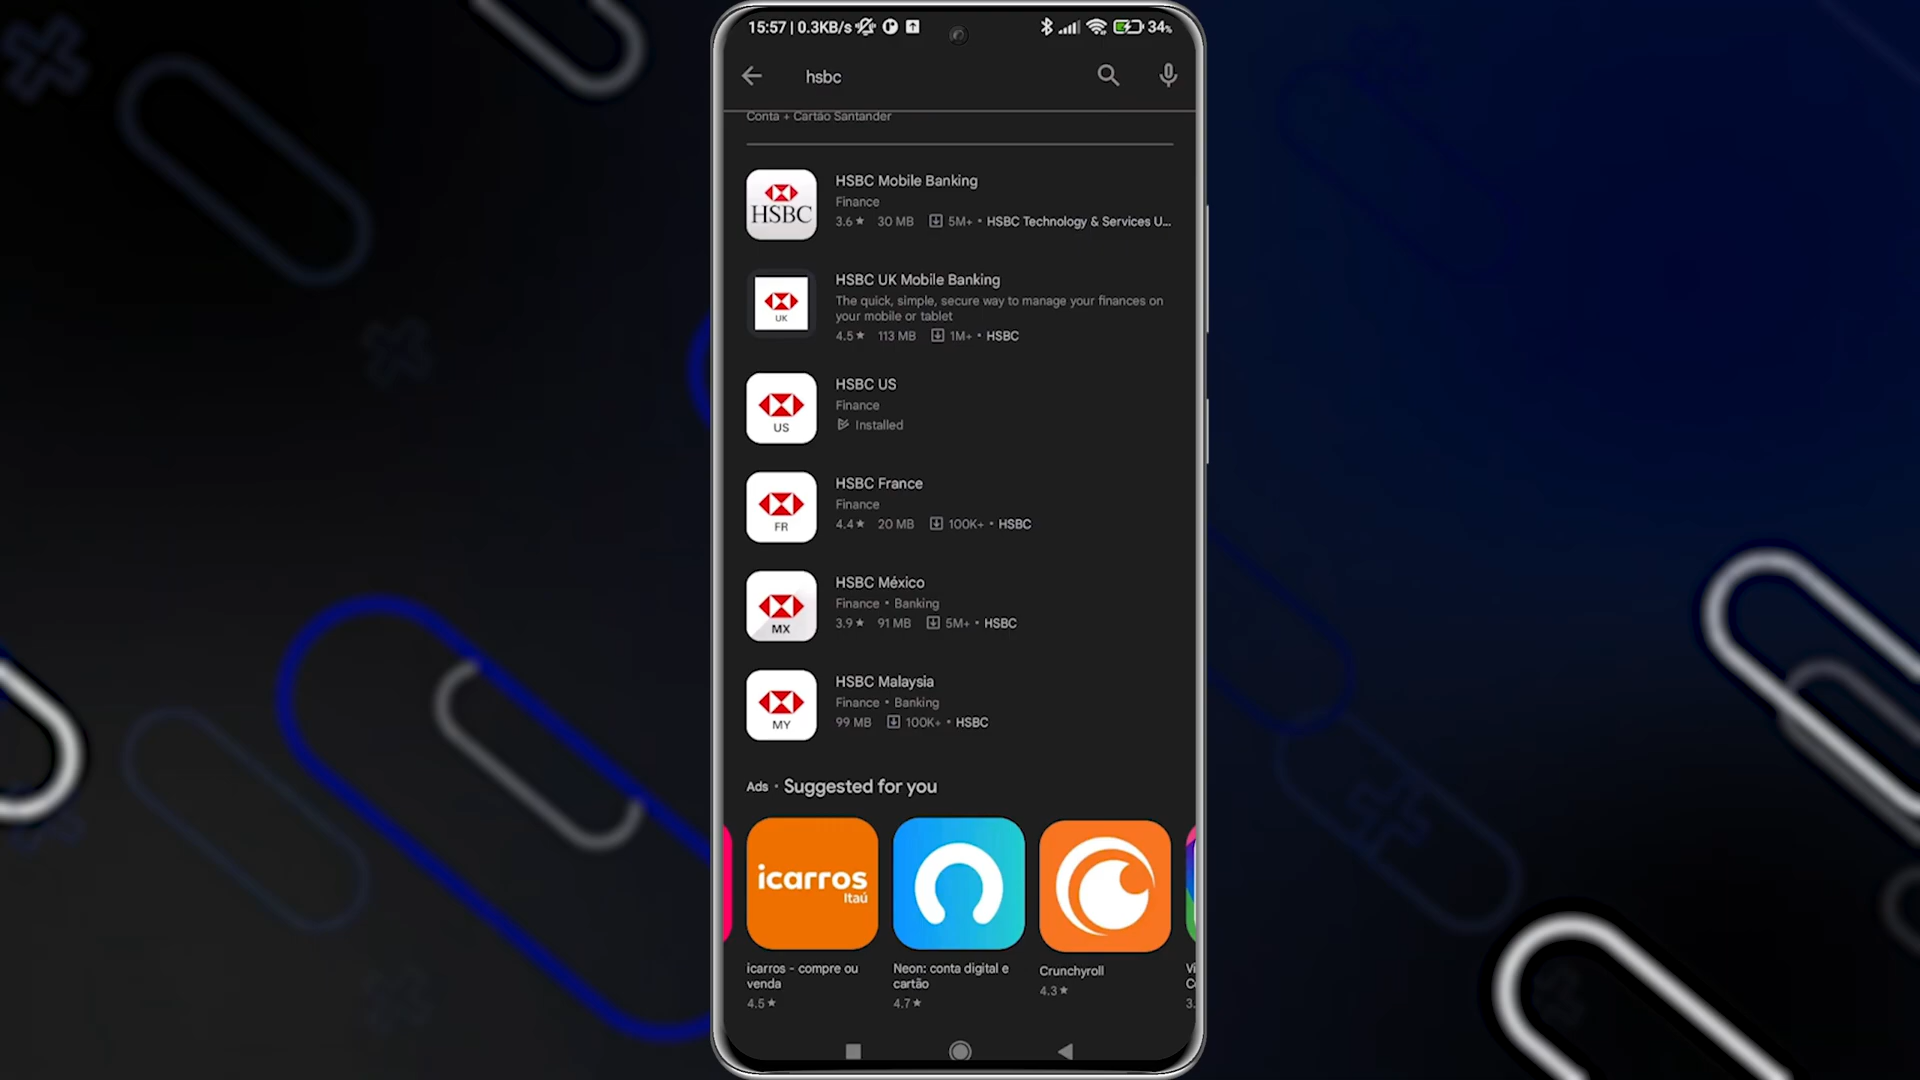 15:57 | 0.3KB/s
34%
hsbc
Conta + Cartão Santander
HSBC
HSBC Mobile Banking
Finance
3.6★ 30 MB 5M+ • HSBC Technology & Services U...
UK
HSBC UK Mobile Banking
The quick, simple, secure way to manage your finances on
your mobile or tablet
4.5★ 113 MB 1M+ • HSBC
US
HSBC US
Finance
Installed
FR
HSBC France
Finance
4.4★ 20 MB 100K+ • HSBC
MX
HSBC México
Finance • Banking
3.9★ 91 MB 5M+ • HSBC
MY
HSBC Malaysia
Finance • Banking
99 MB 100K+ • HSBC
Ads • Suggested for you
icarros
Itaú
icarros - compre ou
venda
4.5★
Neon: conta digital e
cartão
4.7★
Crunchyroll
4.3★